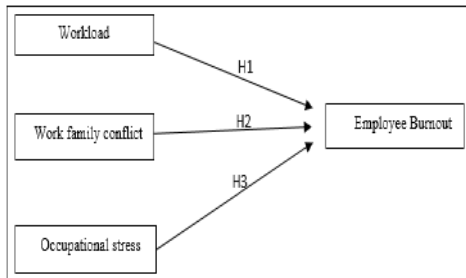 Workload
H1
Work family conflict
H2
Employee Burnout
H3
Occupational stress